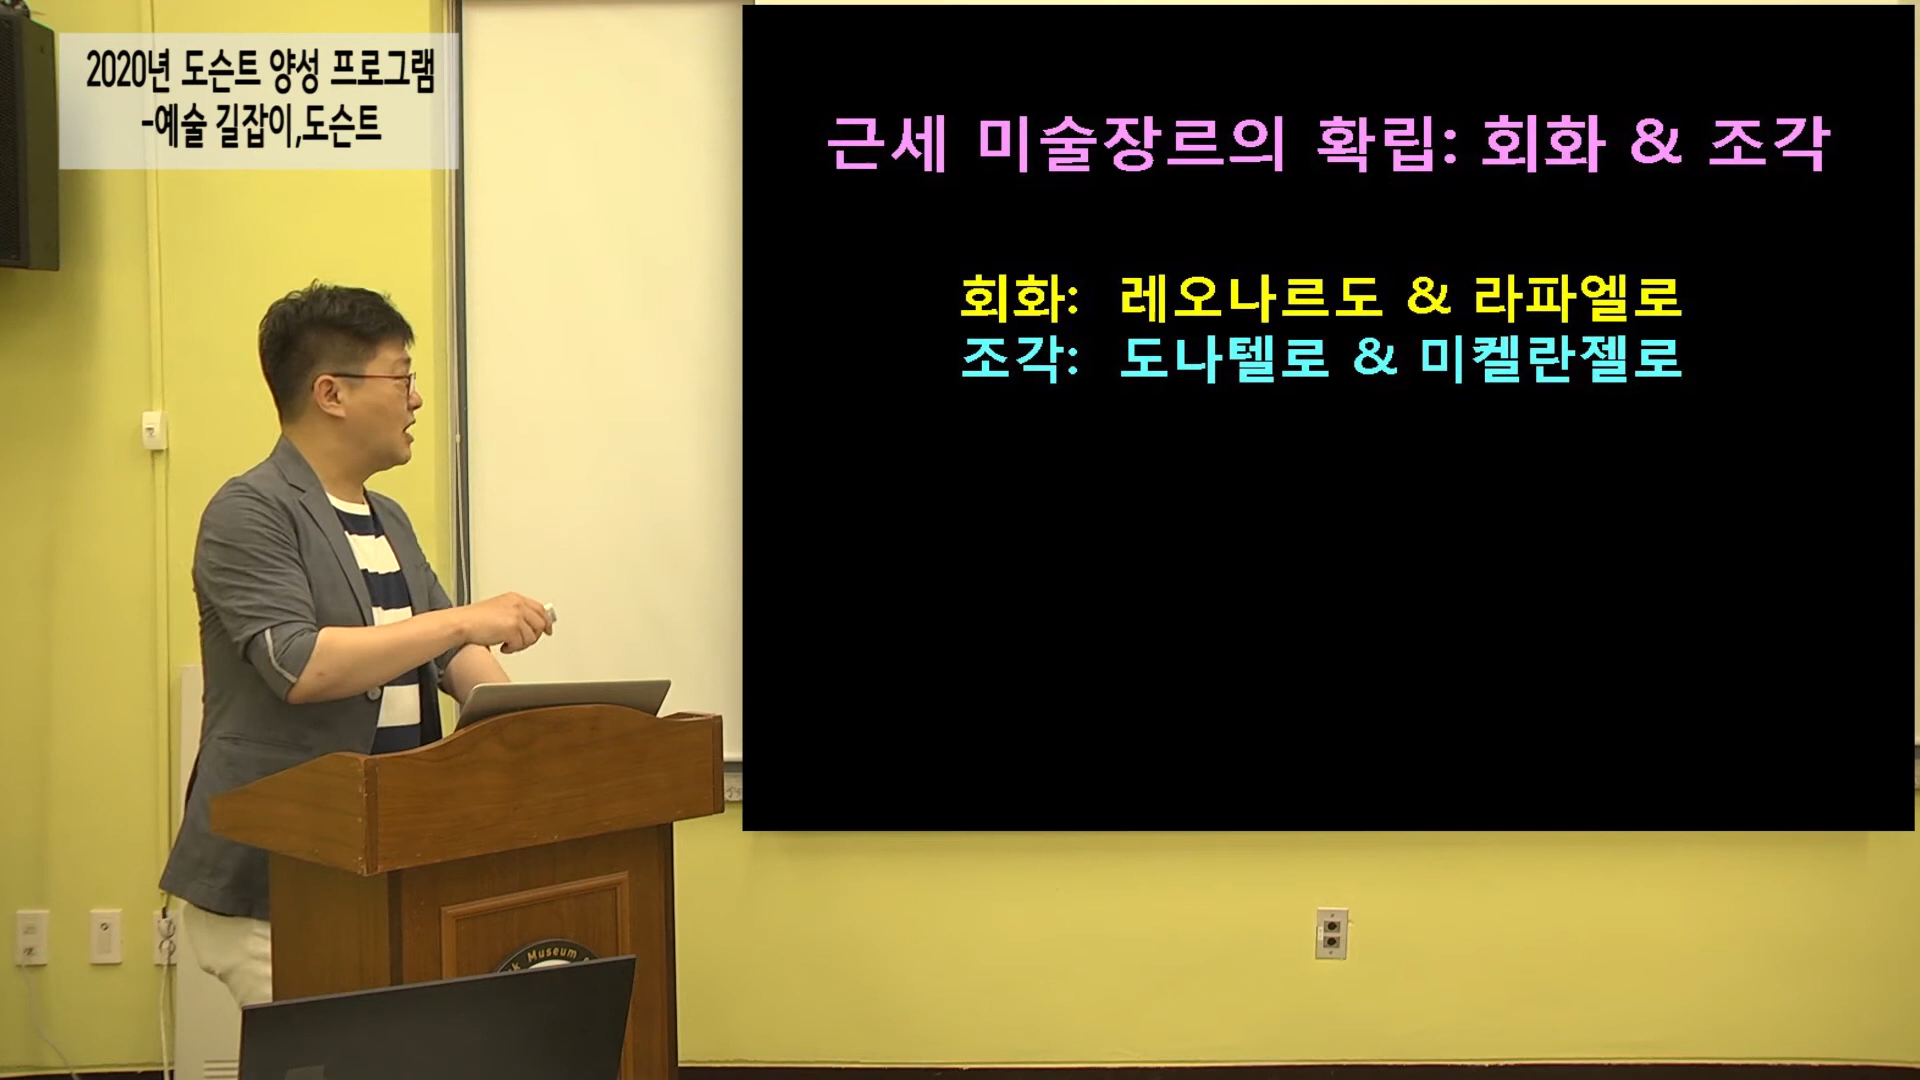 2020년 도슨트 양성 프로그램
-예술 길잡이,도슨트
근세 미술장르의 확립: 회화 & 조각
회화: 레오나르도 & 라파엘로
조각: 도나텔로 & 미켈란젤로
Museum